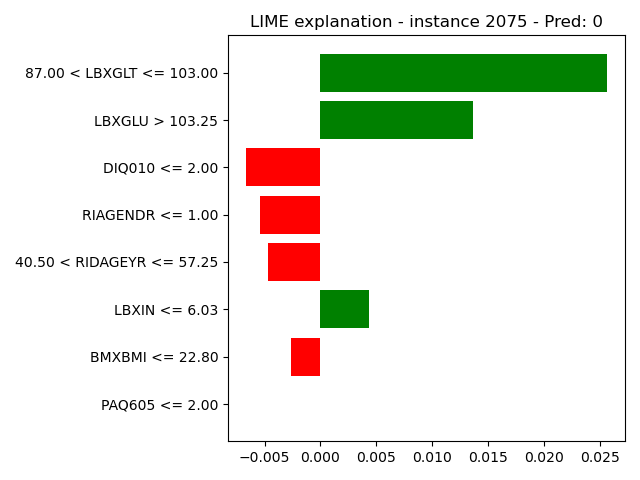 LIME explanation - instance 2075 - Pred: 0
87.00 < LBXGLT <= 103.00
LBXGLU > 103.25
DIQ010 <= 2.00
RIAGENDR <= 1.00
40.50 < RIDAGEYR <= 57.25
LBXIN <= 6.03
BMXBMI <= 22.80
PAQ605 <= 2.00
−0.005 0.000 0.005 0.010 0.015 0.020 0.025